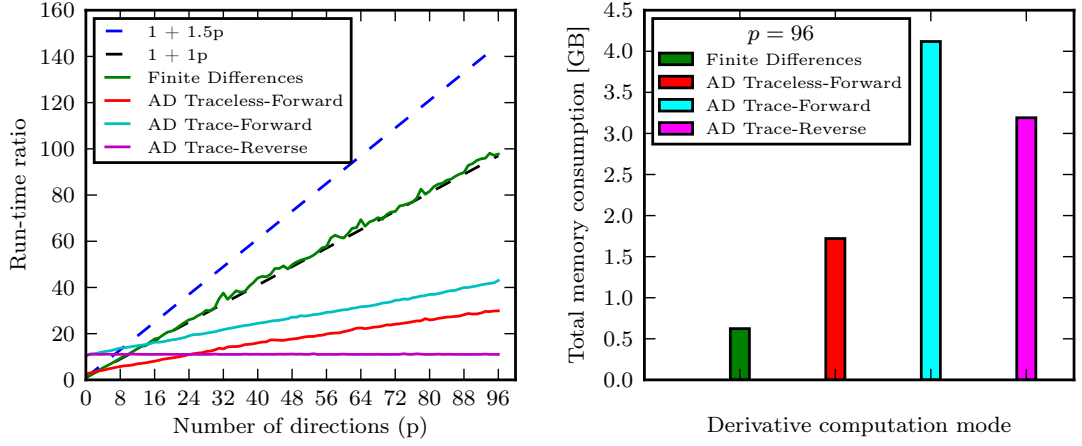 160
140
120
100
80
60
40
20
0
Run-time ratio
1 + 1.5p
1 + 1p
Finite Differences
AD Traceless-Forward
AD Trace-Forward
AD Trace-Reverse
0 8 16 24 32 40 48 56 64 72 80 88 96
Number of directions (p)
4.5
4.0
3.5
3.0
2.5
2.0
1.5
1.0
0.5
0.0
Total memory consumption [GB]
p = 96
Finite Differences
AD Traceless-Forward
AD Trace-Forward
AD Trace-Reverse
Derivative computation mode